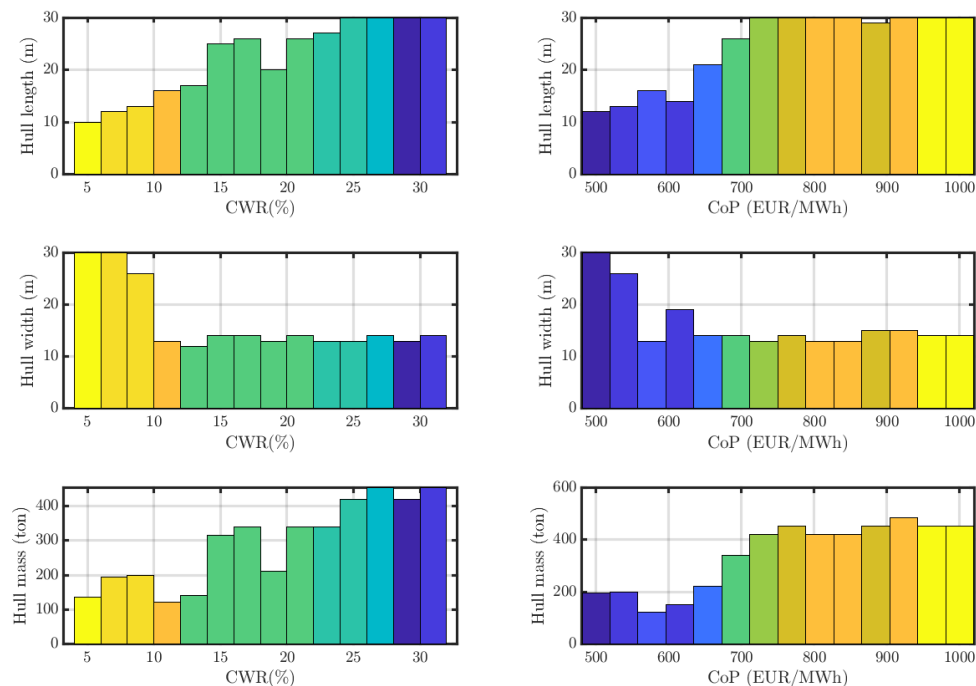 30
20
10
0
Hull length (m)
5 10 15 20 25 30
CWR(%)
30
20
10
0
Hull length (m)
500 600 700 800 900 1000
CoP (EUR/MWh)
30
20
10
0
Hull width (m)
5 10 15 20 25 30
CWR(%)
30
20
10
0
Hull width (m)
500 600 700 800 900 1000
CoP (EUR/MWh)
400
300
200
100
0
Hull mass (ton)
5 10 15 20 25 30
CWR(%)
600
400
200
0
Hull mass (ton)
500 600 700 800 900 1000
CoP (EUR/MWh)